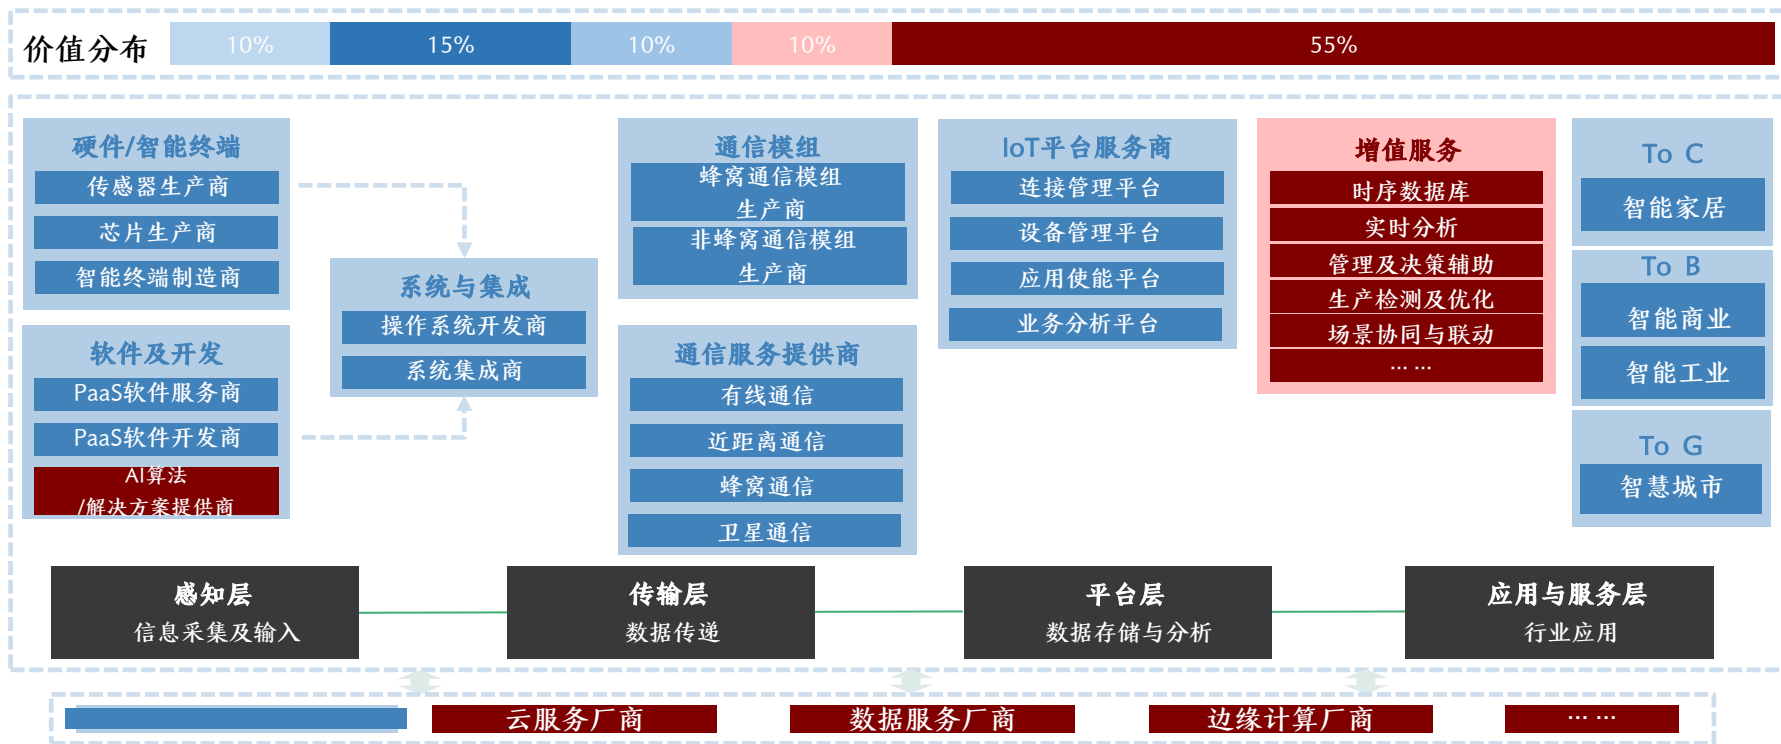 价值分布
10%
15%
10%
10%
55%
硬件/智能终端
传感器生产商
芯片生产商
智能终端制造商
软件及开发
PaaS软件服务商
PaaS软件开发商
AI算法
/解决方案提供商
系统与集成
操作系统开发商
系统集成商
通信模组
蜂窝通信模组
生产商
非蜂窝通信模组
生产商
通信服务提供商
有线通信
近距离通信
蜂窝通信
卫星通信
IoT平台服务商
连接管理平台
设备管理平台
应用使能平台
业务分析平台
增值服务
时序数据库
实时分析
管理及决策辅助
生产检测及优化
场景协同与联动
… …
To C
智能家居
To B
智能商业
智能工业
To G
智慧城市
感知层
信息采集及输入
传输层
数据传递
平台层
数据存储与分析
应用与服务层
行业应用
云服务厂商
数据服务厂商
边缘计算厂商
… …